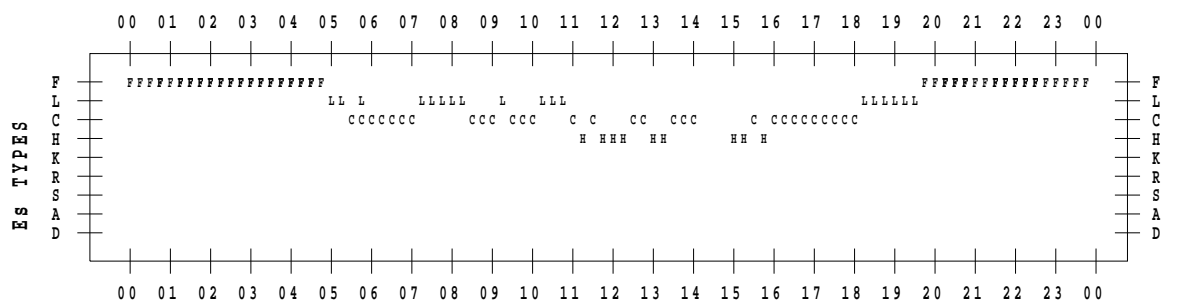 00 01 02 03 04 05 06 07 08 09 10 11 12 13 14 15 16 17 18 19 20 21 22 23 00
Es TYPES
F FFFFFFFFFFFFFFFFFFFF FFFFFFFFFFFFFFFFF F
L LL L LLLLL L LLL LLLLLL L
C CCCCCCC CCC CCC C C CC CCC C CCCCCCCCC C
H H HHH HH HH H H
K K
R R
S S
A A
D D
00 01 02 03 04 05 06 07 08 09 10 11 12 13 14 15 16 17 18 19 20 21 22 23 00